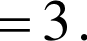 = 3 .